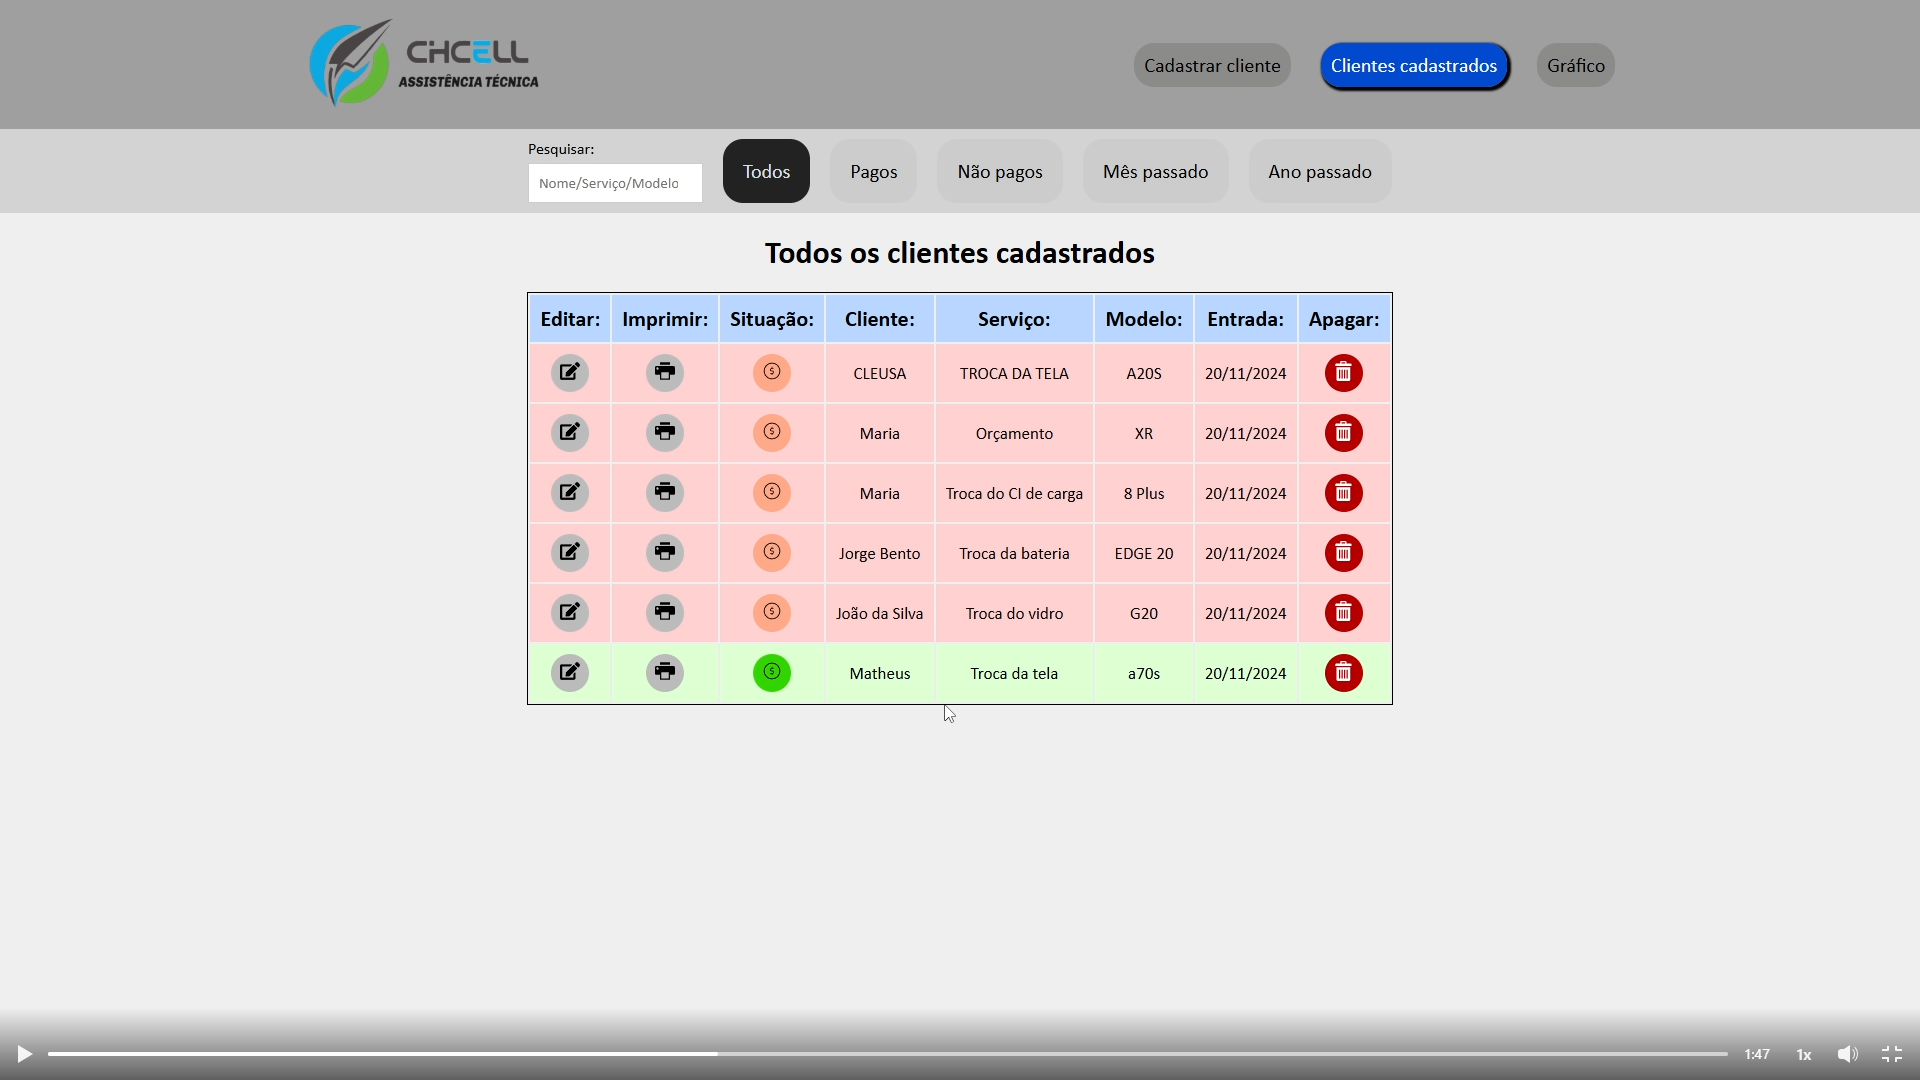 CHCELL
ASSISTÊNCIA TÉCNICA
Cadastrar cliente Clientes cadastrados Gráfico
Pesquisar:
Nome/Serviço/Modelo Todos Pagos Não pagos Mês passado Ano passado
Todos os clientes cadastrados
Editar: Imprimir: Situação: Cliente: Serviço: Modelo: Entrada: Apagar:
CLEUSA TROCA DA TELA A20S 20/11/2024
Maria Orçamento XR 20/11/2024
Maria Troca do CI de carga 8 Plus 20/11/2024
Jorge Bento Troca da bateria EDGE 20 20/11/2024
João da Silva Troca do vidro G20 20/11/2024
Matheus Troca da tela a70s 20/11/2024
1:47 1x